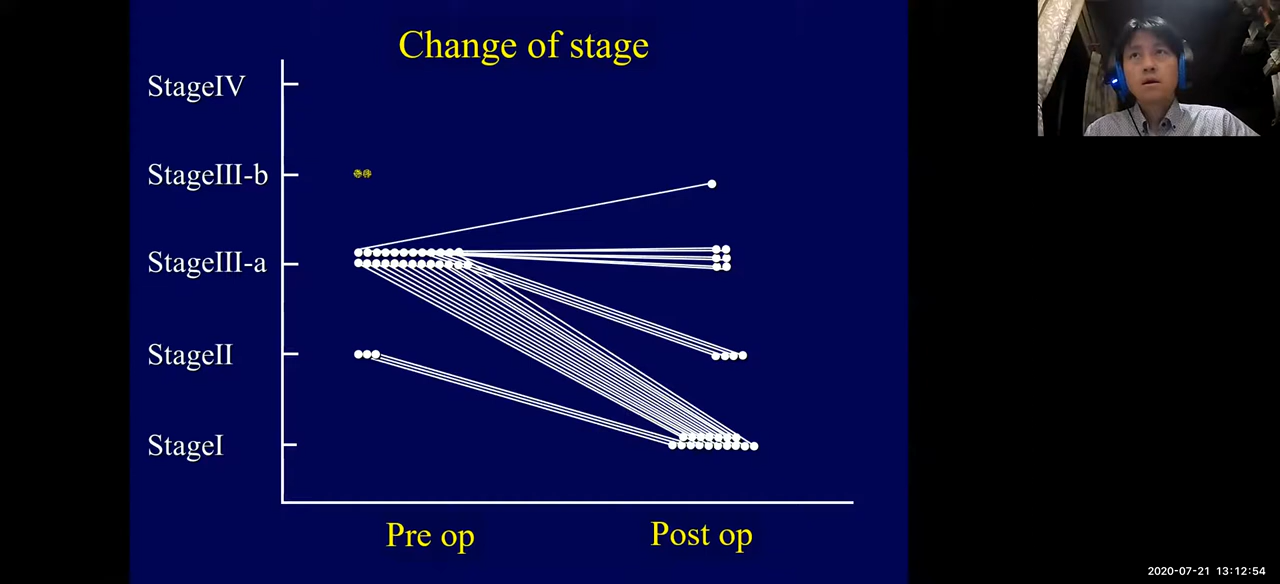 Change of stage
StageIV
StageIII-b
StageIII-a
StageII
StageI
Pre op
Post op
2020-07-21 13:12:54